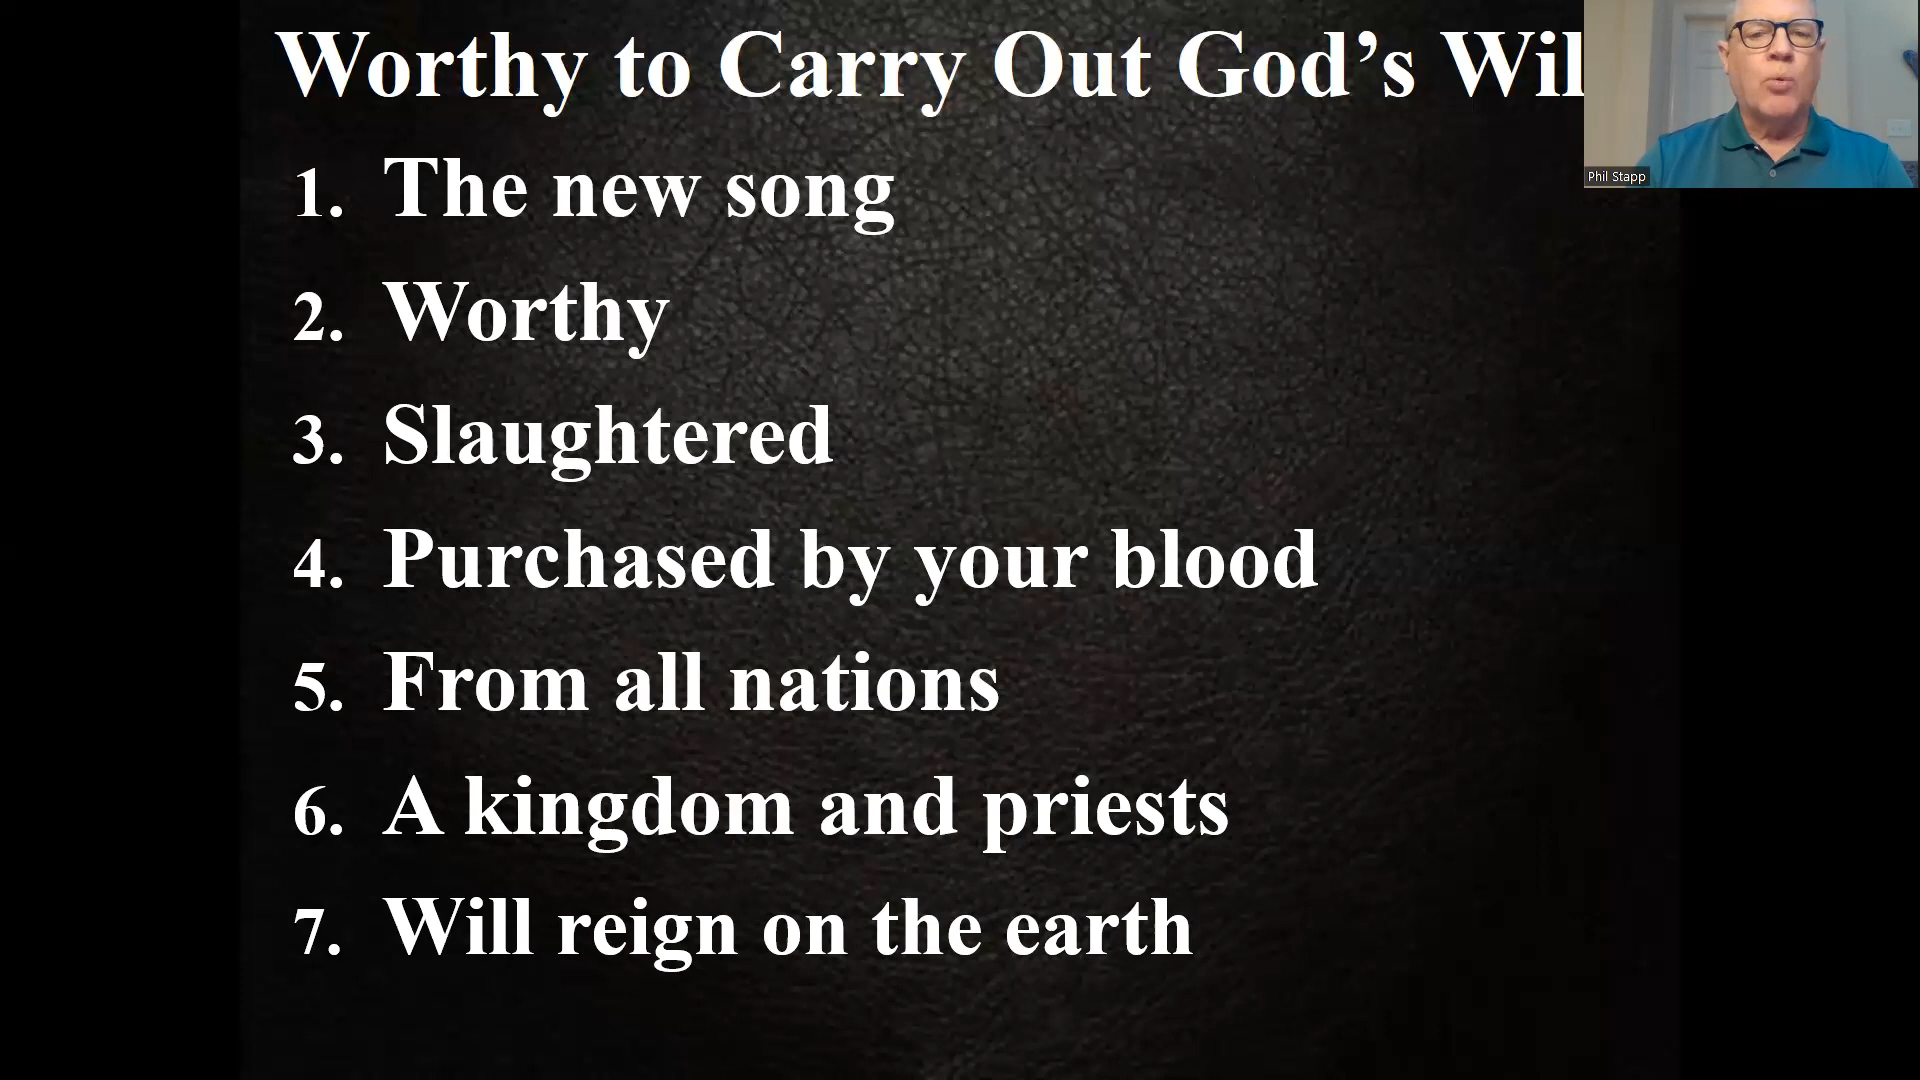 Worthy to Carry Out God’s Wil
1. The new song
2. Worthy
3. Slaughtered
4. Purchased by your blood
5. From all nations
6. A kingdom and priests
7. Will reign on the earth
Phil Stapp